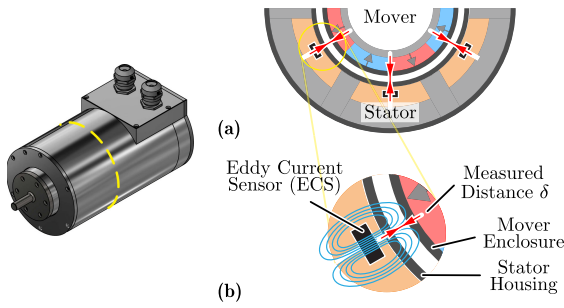 Mover
Stator
(a)
Eddy Current
Sensor (ECS)
Measured
Distance δ
Mover
Enclosure
Stator
Housing
(b)